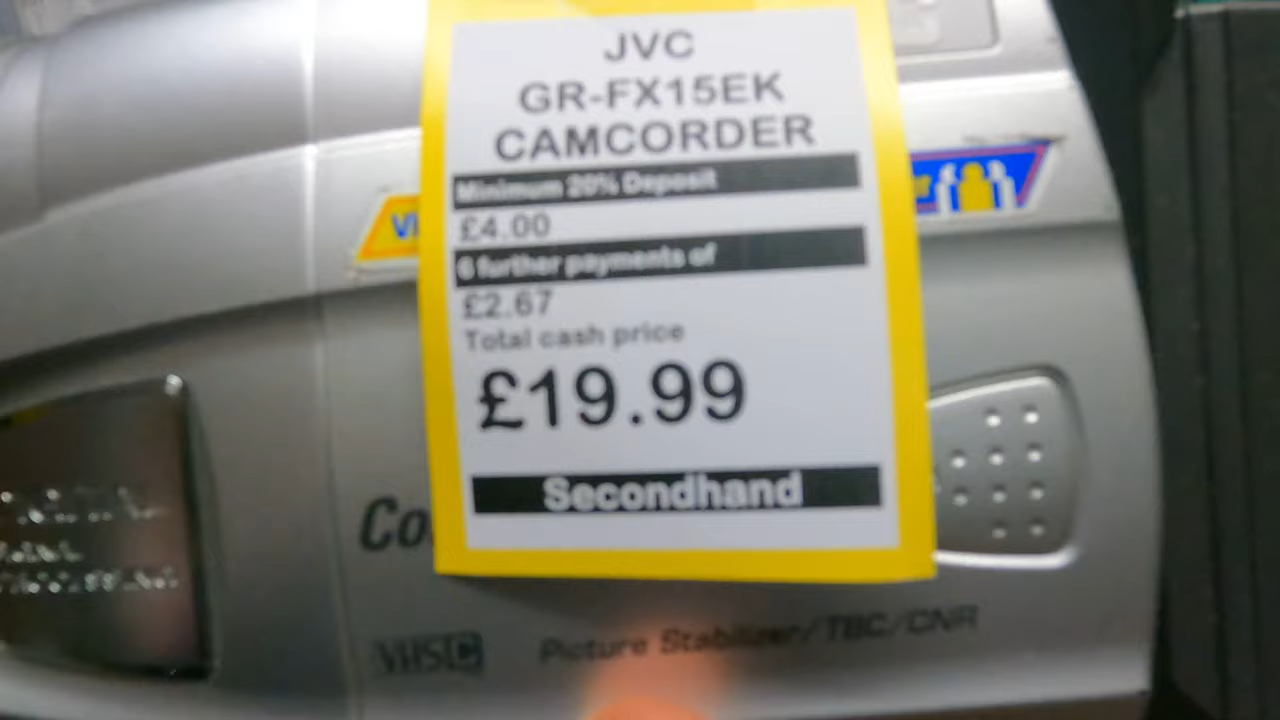 JVC
GR-FX15EK
CAMCORDER
Minimum 20% Deposit
£4.00
6 further payments of
£2.67
Total cash price
£19.99
Secondhand
VHS C
Picture Stabilizer/TBC/CNR